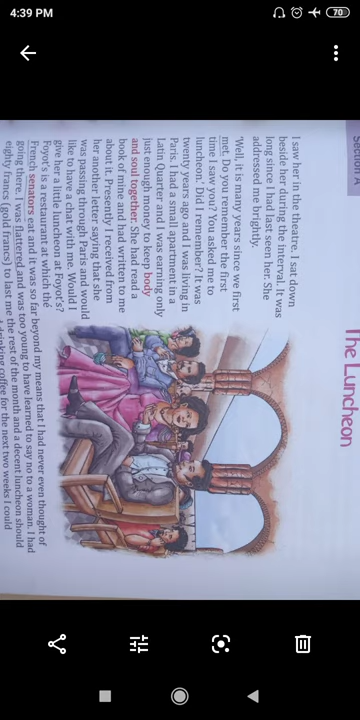 4:39 PM
70
Section A
The Luncheon
I saw her in the theatre. I sat down
beside her during the interval. It was
long since I had last seen her. She
addressed me brightly.
'Well, it is many years since we first
met. Do you remember the first
time I saw you? You asked me to
luncheon.' Did I remember? It was
twenty years ago and I was living in
Paris. I had a small apartment in a
Latin Quarter and I was earning only
just enough money to keep body
and soul together. She had read a
book of mine and had written to me
about it. Presently I received from
her another letter saying that she
was passing through Paris and would
like to have a chat with me. Would I
give her a little luncheon at Foyot's?
Foyot's is a restaurant at which the
French senators eat and it was so far beyond my means that I had never even thought of
going there. I was flattered and was too young to have learned to say no to a woman. I had
eighty francs (gold francs) to last me the rest of the month and a decent luncheon should
drinking coffee for the next two weeks I could